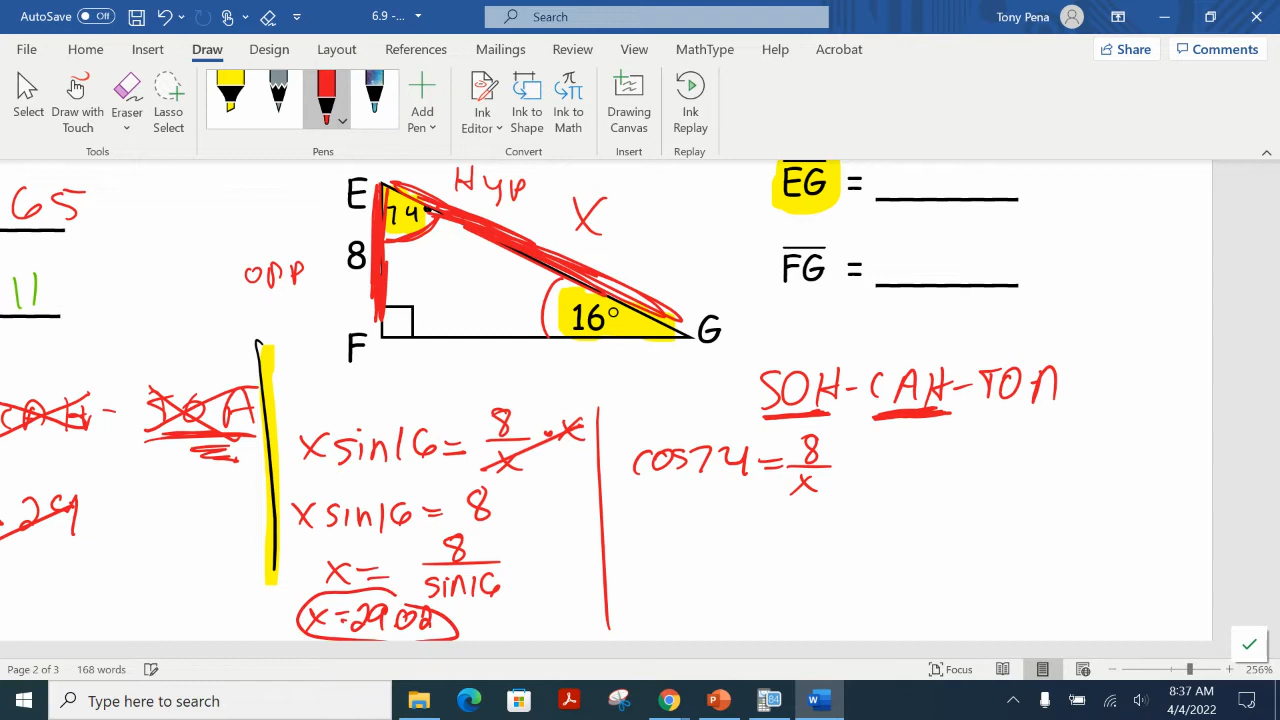 AutoSave Off 6.9 -... Search Tony Pena
File Home Insert Draw Design Layout References Mailings Review View MathType Help Acrobat Share Comments
Select Draw with Touch Eraser Lasso Select Add Pen Ink Editor Ink to Shape Ink to Math Drawing Canvas Ink Replay
Tools Pens Convert Insert Replay
65
11
E
Hyp
X
74
8
opp
16°
F
G
EG =
FG =
CAH- TOA
. 29
x sin16 = 8/x · x
x sin16 = 8
x = 8/sin16
x = 29.02
SOH-CAH-TOA
cos74 = 8/x
Page 2 of 3 168 words Focus 256%
Type here to search 8:37 AM
4/4/2022